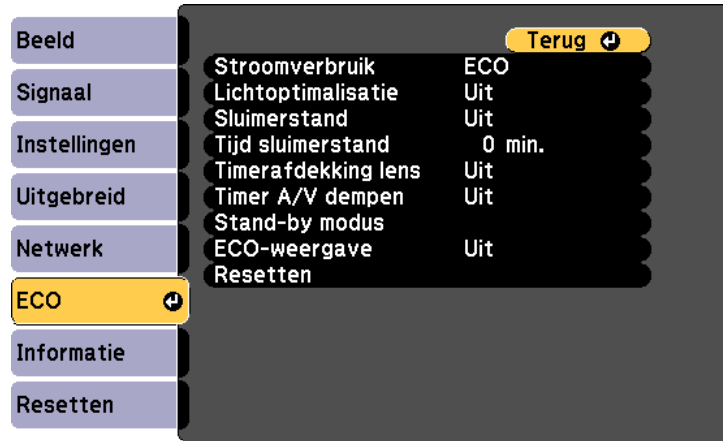 Beeld
Signaal
Instellingen
Uitgebreid
Netwerk
ECO
Informatie
Resetten
Terug
Stroomverbruik ECO
Lichtoptimalisatie Uit
Sluimerstand Uit
Tijd sluimerstand 0 min.
Timerafdekking lens Uit
Timer A/V dempen Uit
Stand-by modus
ECO-weergave Uit
Resetten